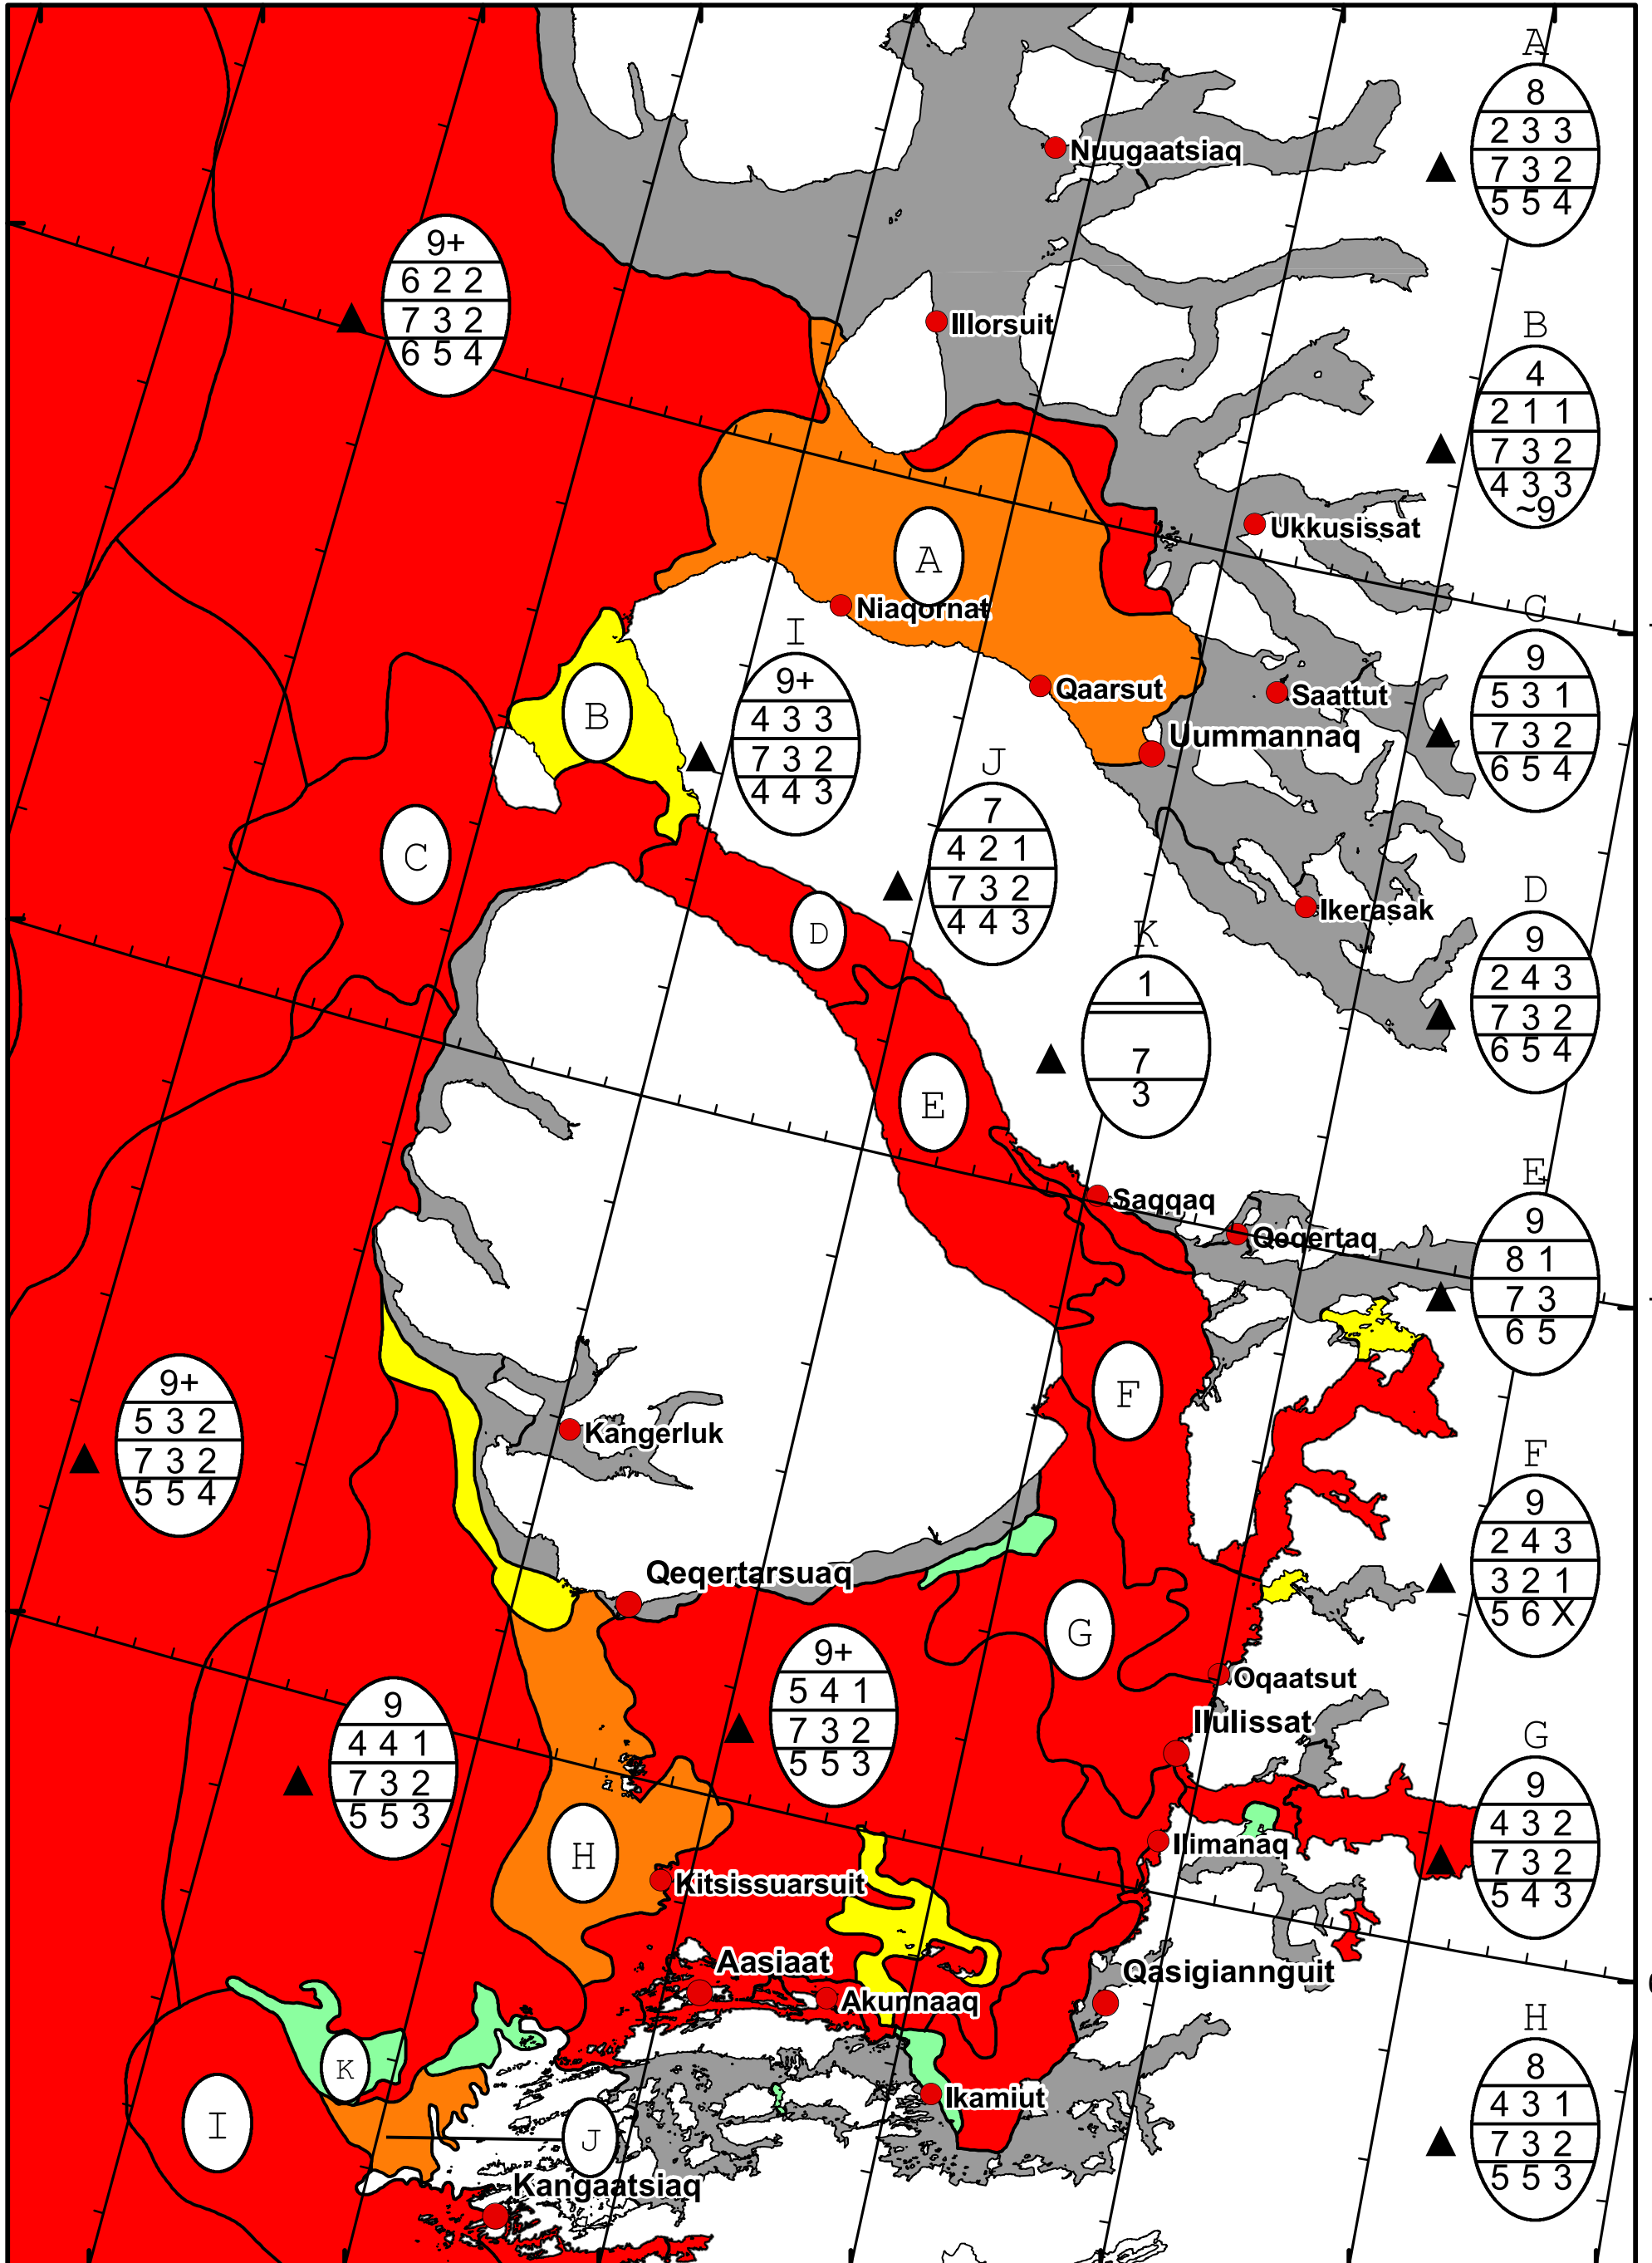 A
8
2 3 3
7 3 2
5 5 4
Nuugaatsiaq
9+
6 2 2
7 3 2
6 5 4
Illorsuit
B
4
2 1 1
7 3 2
4 3 3
~9
Ukkusissat
A
Niaqornat
C
9
5 3 1
7 3 2
6 5 4
I
9+
4 3 3
7 3 2
4 4 3
Qaarsut
Saattut
B
Uummannaq
J
7
4 2 1
7 3 2
4 4 3
C
D
Ikerasak
D
9
2 4 3
7 3 2
6 5 4
K
1
7
3
E
E
9
8 1
7 3
6 5
Saqqaq
Qeqertaq
9+
5 3 2
7 3 2
5 5 4
F
Kangerluk
F
9
2 4 3
3 2 1
5 6 X
Qeqertarsuaq
G
9+
5 4 1
7 3 2
5 5 3
Oqaatsut
Ilulissat
9
4 4 1
7 3 2
5 5 3
G
9
4 3 2
7 3 2
5 4 3
H
Ilimanaq
Kitsissuarsuit
Aasiaat
Akunnaaq
Qasigiannguit
H
8
4 3 1
7 3 2
5 5 3
K
Ikamiut
I
J
Kangaatsiaq